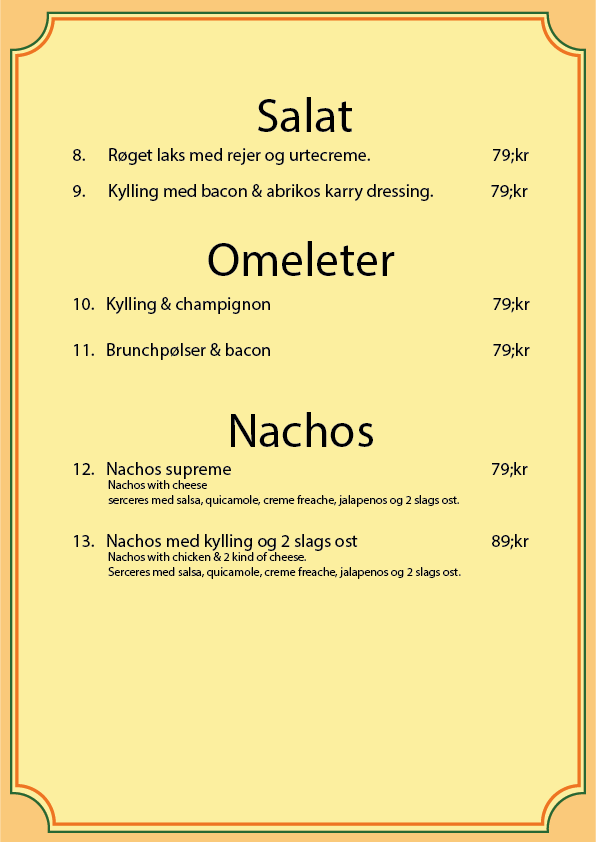 Salat
8. Røget laks med rejer og urtecreme. 79;kr
9. Kylling med bacon & abrikos karry dressing. 79;kr
Omeleter
10. Kylling & champignon 79;kr
11. Brunchpølser & bacon 79;kr
Nachos
12. Nachos supreme 79;kr
Nachos with cheese
serceres med salsa, quicamole, creme freache, jalapenos og 2 slags ost.
13. Nachos med kylling og 2 slags ost 89;kr
Nachos with chicken & 2 kind of cheese.
Serceres med salsa, quicamole, creme freache, jalapenos og 2 slags ost.